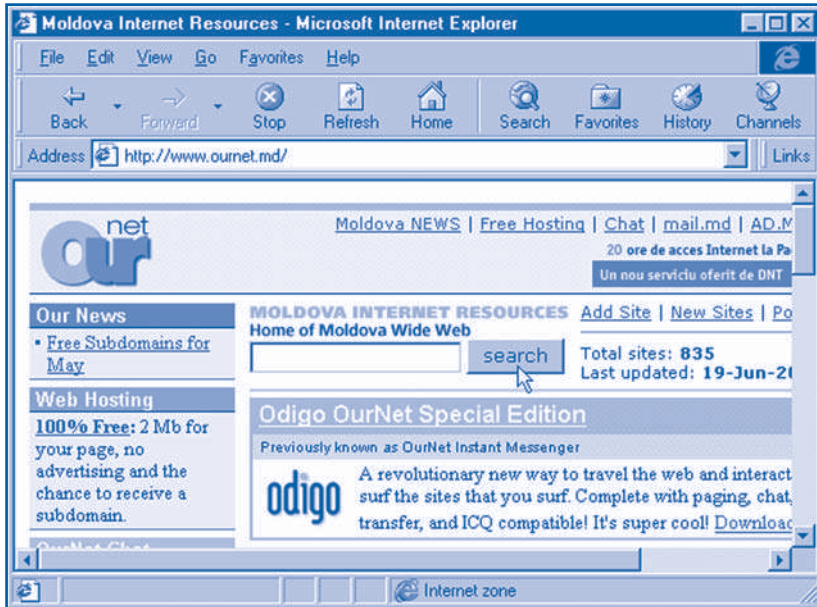 Moldova Internet Resources - Microsoft Internet Explorer
File Edit View Go Favorites Help
Back Forward Stop Refresh Home Search Favorites History Channels
Address http://www.ournet.md/ Links
Our net
Moldova NEWS | Free Hosting | Chat | mail.md | AD.M
20 ore de acces Internet la Pa
Un nou serviciu oferit de DNT
Our News
• Free Subdomains for
May
Web Hosting
100% Free: 2 Mb for
your page, no
advertising and the
chance to receive a
subdomain.
OurNet Chat
MOLDOVA INTERNET RESOURCES
Home of Moldova Wide Web
search
Add Site | New Sites | Po
Total sites: 835
Last updated: 19-Jun-20
Odigo OurNet Special Edition
Previously known as OurNet Instant Messenger
odigo
A revolutionary new way to travel the web and interact
surf the sites that you surf. Complete with paging, chat,
transfer, and ICQ compatible! It's super cool! Downloac
Internet zone